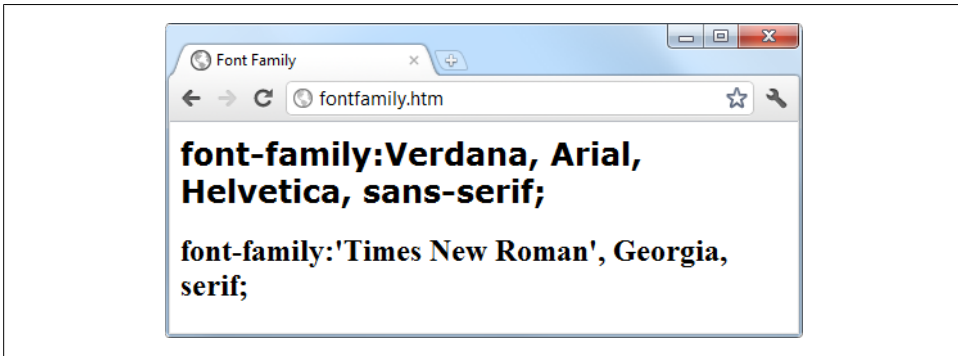 Font Family
fontfamily.htm
font-family:Verdana, Arial,
Helvetica, sans-serif;
font-family:'Times New Roman', Georgia,
serif;